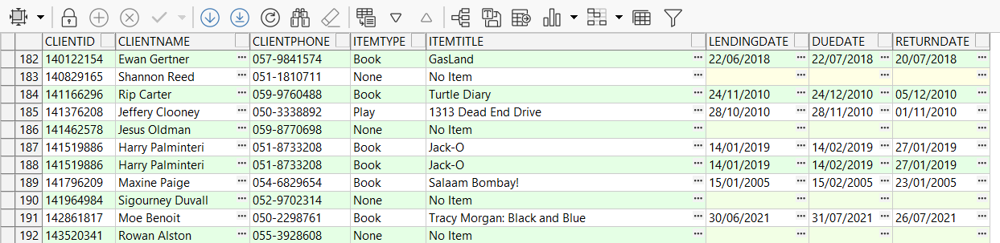 CLIENTID CLIENTNAME CLIENTPHONE ITEMTYPE ITEMTITLE LENDINGDATE DUEDATE RETURNDATE
182 140122154 Ewan Gertner ... 057-9841574 Book GasLand ... 22/06/2018 ... 22/07/2018 ... 20/07/2018 ...
183 140829165 Shannon Reed ... 051-1810711 None No Item ... ... ... ...
184 141166296 Rip Carter ... 059-9760488 Book Turtle Diary ... 24/11/2010 ... 24/12/2010 ... 05/12/2010 ...
185 141376208 Jeffery Clooney ... 050-3338892 Play 1313 Dead End Drive ... 28/10/2010 ... 28/11/2010 ... 01/11/2010 ...
186 141462578 Jesus Oldman ... 059-8770698 None No Item ... ... ... ...
187 141519886 Harry Palminteri ... 051-8733208 Book Jack-O ... 14/01/2019 ... 14/02/2019 ... 27/01/2019 ...
188 141519886 Harry Palminteri ... 051-8733208 Book Jack-O ... 14/01/2019 ... 14/02/2019 ... 27/01/2019 ...
189 141796209 Maxine Paige ... 054-6829654 Book Salaam Bombay! ... 15/01/2005 ... 15/02/2005 ... 23/01/2005 ...
190 141964984 Sigourney Duvall ... 052-9702314 None No Item ... ... ... ...
191 142861817 Moe Benoit ... 050-2298761 Book Tracy Morgan: Black and Blue ... 30/06/2021 ... 31/07/2021 ... 26/07/2021 ...
192 143520341 Rowan Alston ... 055-3928608 None No Item ... ... ... ...